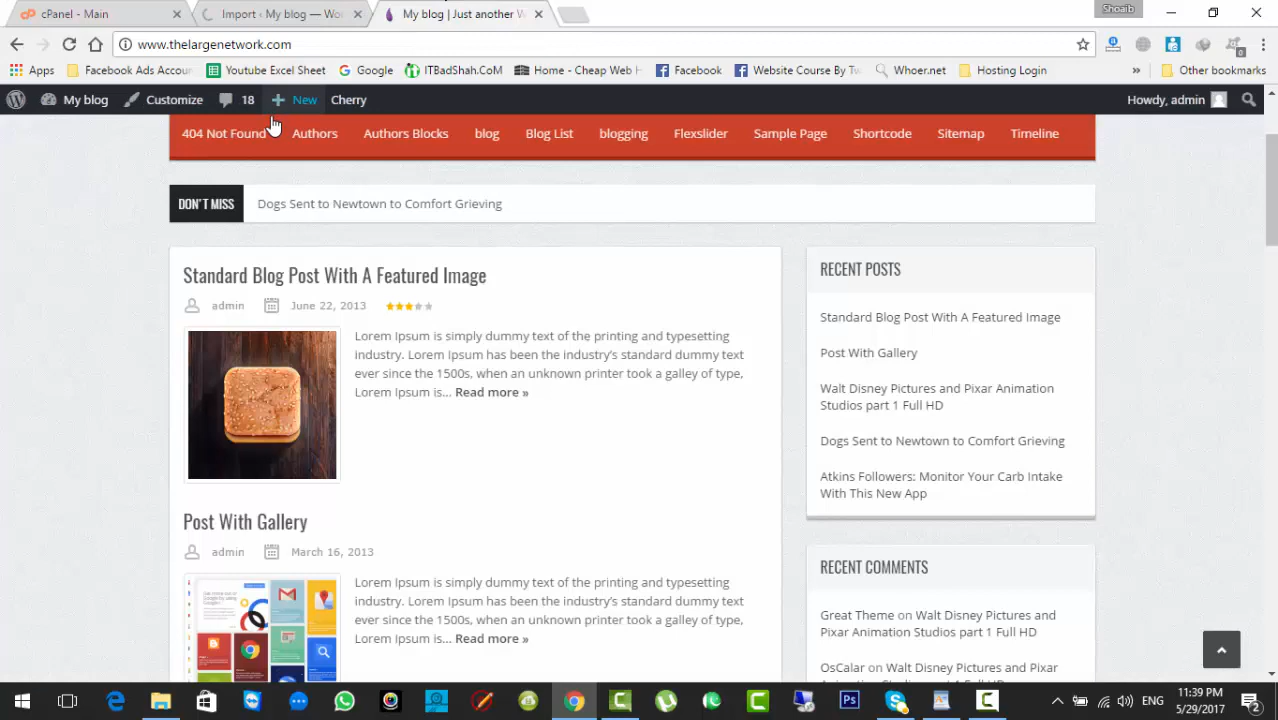 cPanel - Main
Import ‹ My blog — Wor
My blog | Just another W
Shoaib
www.thelargenetwork.com
Apps
Facebook Ads Accoun
Youtube Excel Sheet
Google
ITBadShah.CoM
Home - Cheap Web H
Facebook
Website Course By Tw
Whoer.net
Hosting Login
»
Other bookmarks
My blog
Customize
18
New
Cherry
Howdy, admin
404 Not Found
Authors
Authors Blocks
blog
Blog List
blogging
Flexslider
Sample Page
Shortcode
Sitemap
Timeline
DON'T MISS
Dogs Sent to Newtown to Comfort Grieving
Standard Blog Post With A Featured Image
admin
June 22, 2013
Lorem Ipsum is simply dummy text of the printing and typesetting
industry. Lorem Ipsum has been the industry's standard dummy text
ever since the 1500s, when an unknown printer took a galley of type,
Lorem Ipsum is... Read more »
Post With Gallery
admin
March 16, 2013
Lorem Ipsum is simply dummy text of the printing and typesetting
industry. Lorem Ipsum has been the industry's standard dummy text
ever since the 1500s, when an unknown printer took a galley of type,
Lorem Ipsum is... Read more »
RECENT POSTS
Standard Blog Post With A Featured Image
Post With Gallery
Walt Disney Pictures and Pixar Animation
Studios part 1 Full HD
Dogs Sent to Newtown to Comfort Grieving
Atkins Followers: Monitor Your Carb Intake
With This New App
RECENT COMMENTS
Great Theme on Walt Disney Pictures and
Pixar Animation Studios part 1 Full HD
OsCalar on Walt Disney Pictures and Pixar
ENG
11:39 PM
5/29/2017